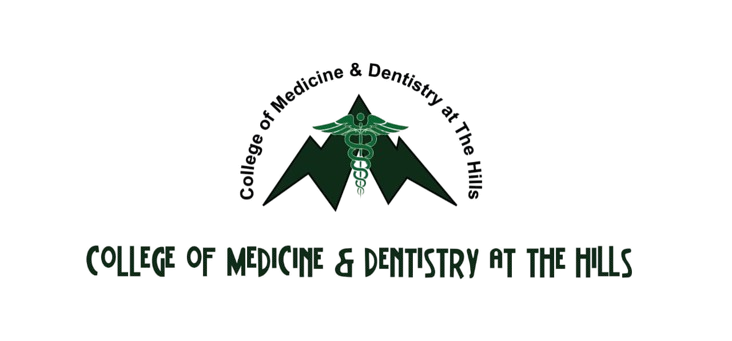 College of Medicine & Dentistry at The Hills
COLLEGE OF MEDICINE & DENTISTRY AT THE HILLS